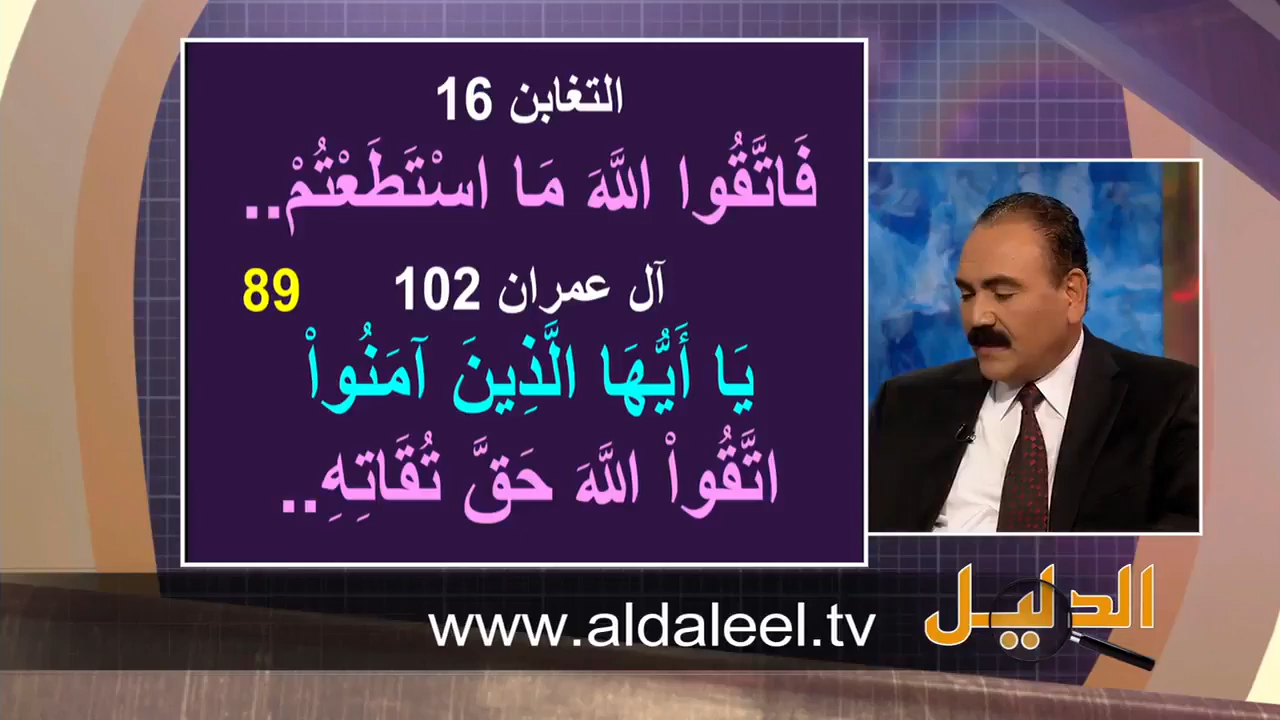 التغابن 16
فَاتَّقُوا اللَّهَ مَا اسْتَطَعْتُمْ..
آل عمران 102 89
يَا أَيُّهَا الَّذِينَ آمَنُواْ
اتَّقُواْ اللَّهَ حَقَّ تُقَاتِهِ..
www.aldaleel.tv
الدليل